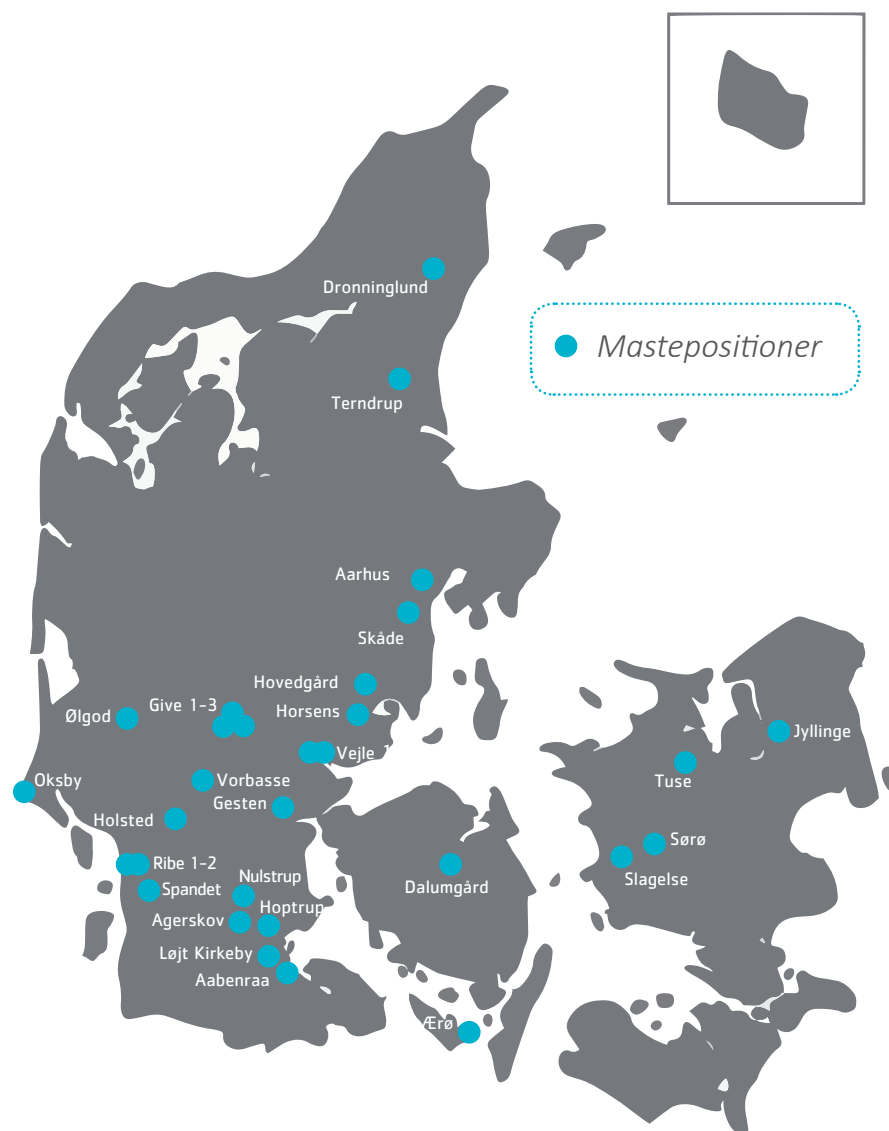 Dronninglund
Mastepositioner
Terndrup
Aarhus
Skåde
Hovedgård
Give 1-3
Horsens
Ølgod
Jyllinge
Vejle 1
Oksby
Vorbasse
Tuse
Gesten
Holsted
Sørø
Ribe 1-2
Slagelse
Nulstrup
Spandet
Dalumgård
Hoptrup
Agerskov
Løjt Kirkeby
Aabenraa
Ærø